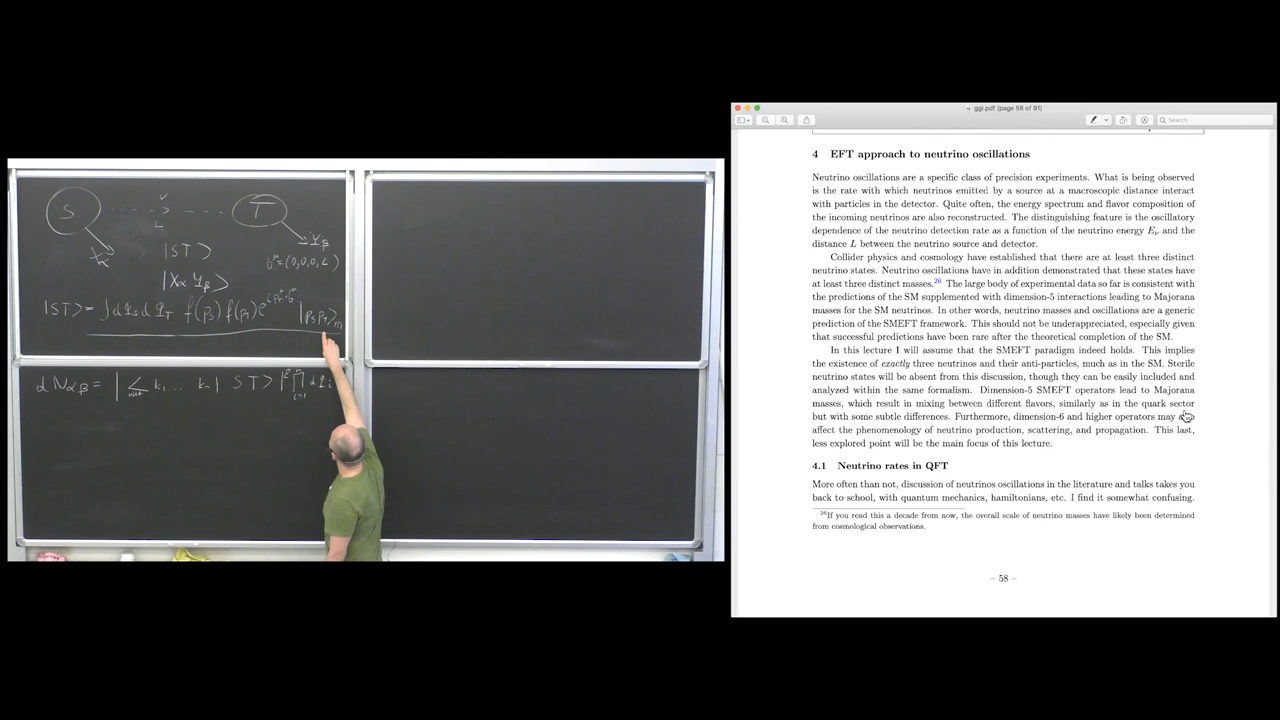 S
ν
L
T
X_α
Y_β
|ST>
b^μ = (0,0,0,L)
|X_α Y_β>
|ST> = ∫ dφ_S dφ_T f(p_S) f(p_T) e^{i p_T^μ b^μ} |p_S p_T>_in
dN_αβ = | <_out k_1 ... k_n | ST > |^2 ∏_{i=1}^n dφ_i
ggi.pdf (page 58 of 91)
Search
4 EFT approach to neutrino oscillations
Neutrino oscillations are a specific class of precision experiments. What is being observed
is the rate with which neutrinos emitted by a source at a macroscopic distance interact
with particles in the detector. Quite often, the energy spectrum and flavor composition of
the incoming neutrinos are also reconstructed. The distinguishing feature is the oscillatory
dependence of the neutrino detection rate as a function of the neutrino energy E_ν and the
distance L between the neutrino source and detector.
Collider physics and cosmology have established that there are at least three distinct
neutrino states. Neutrino oscillations have in addition demonstrated that these states have
at least three distinct masses.26 The large body of experimental data so far is consistent with
the predictions of the SM supplemented with dimension-5 interactions leading to Majorana
masses for the SM neutrinos. In other words, neutrino masses and oscillations are a generic
prediction of the SMEFT framework. This should not be underappreciated, especially given
that successful predictions have been rare after the theoretical completion of the SM.
In this lecture I will assume that the SMEFT paradigm indeed holds. This implies
the existence of exactly three neutrinos and their anti-particles, much as in the SM. Sterile
neutrino states will be absent from this discussion, though they can be easily included and
analyzed within the same formalism. Dimension-5 SMEFT operators lead to Majorana
masses, which result in mixing between different flavors, similarly as in the quark sector
but with some subtle differences. Furthermore, dimension-6 and higher operators may
affect the phenomenology of neutrino production, scattering, and propagation. This last,
less explored point will be the main focus of this lecture.
4.1 Neutrino rates in QFT
More often than not, discussion of neutrinos oscillations in the literature and talks takes you
back to school, with quantum mechanics, hamiltonians, etc. I find it somewhat confusing.
26If you read this a decade from now, the overall scale of neutrino masses have likely been determined
from cosmological observations.
– 58 –